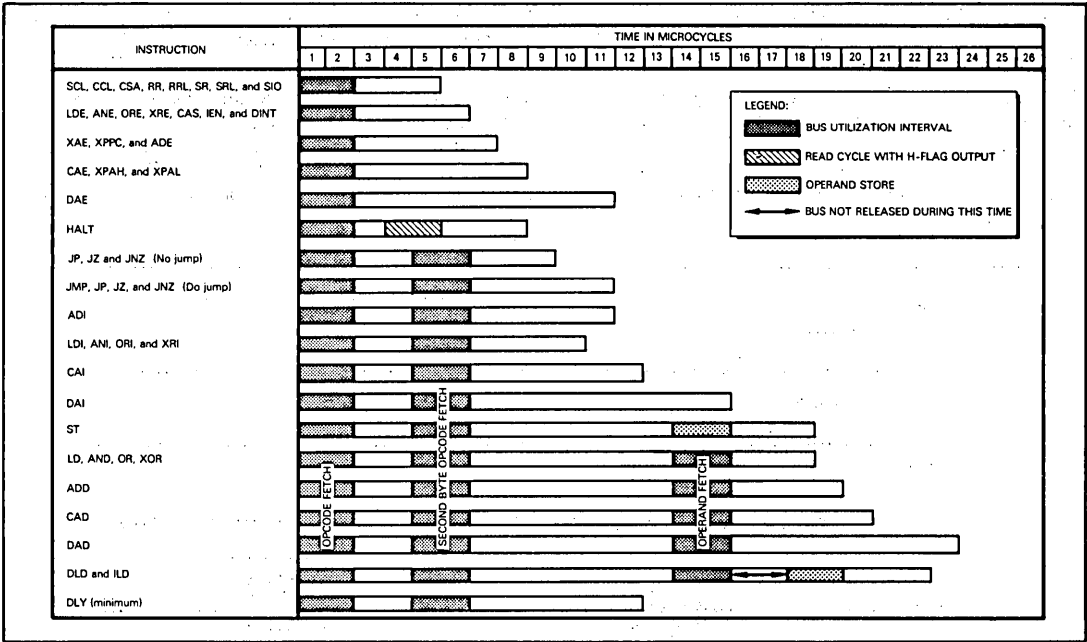 INSTRUCTION
TIME IN MICROCYCLES
1 2 3 4 5 6 7 8 9 10 11 12 13 14 15 16 17 18 19 20 21 22 23 24 25 26
SCL, CCL, CSA, RR, RRL, SR, SRL, and SIO
LDE, ANE, ORE, XRE, CAS, IEN, and DINT
XAE, XPPC, and ADE
CAE, XPAH, and XPAL
DAE
HALT
JP, JZ and JNZ (No jump)
JMP, JP, JZ, and JNZ (Do jump)
ADI
LDI, ANI, ORI, and XRI
CAI
DAI
ST
LD, AND, OR, XOR
ADD
CAD
DAD
DLD and ILD
DLY (minimum)
OPCODE FETCH
SECOND BYTE OPCODE FETCH
OPERAND FETCH
LEGEND:
BUS UTILIZATION INTERVAL
READ CYCLE WITH H-FLAG OUTPUT
OPERAND STORE
BUS NOT RELEASED DURING THIS TIME